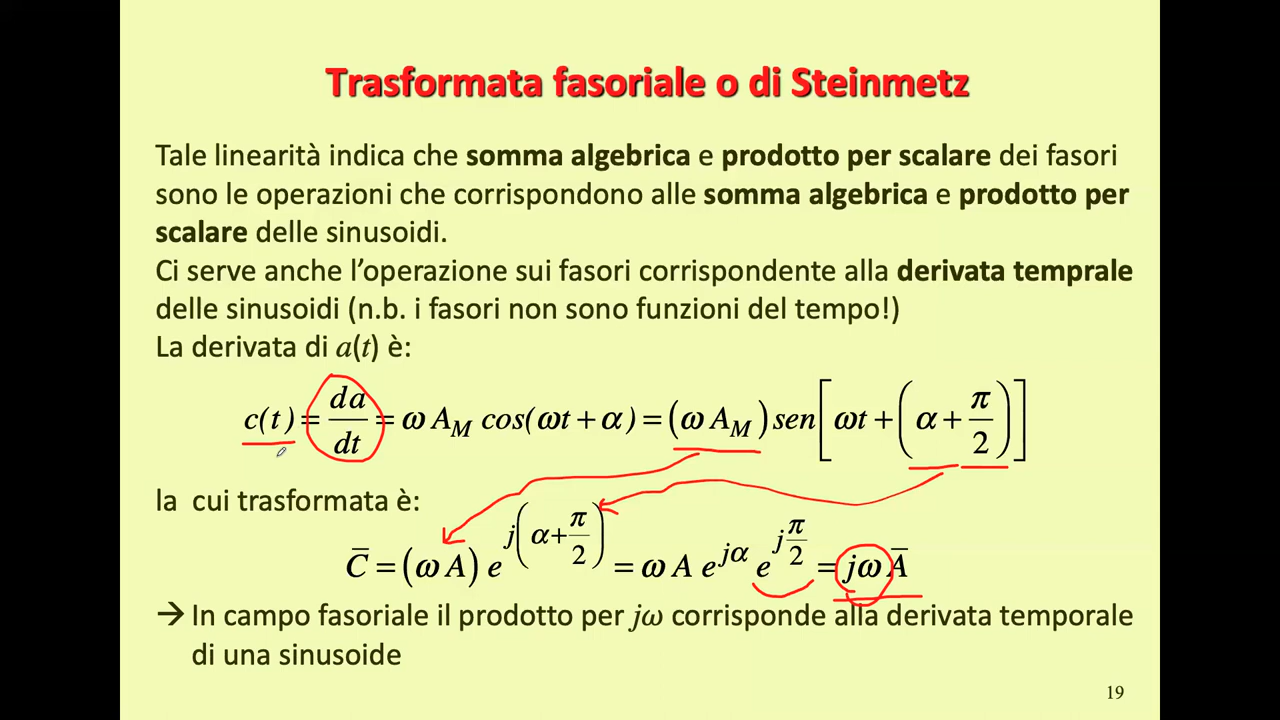 Trasformata fasoriale o di Steinmetz
Tale linearità indica che somma algebrica e prodotto per scalare dei fasori
sono le operazioni che corrispondono alle somma algebrica e prodotto per
scalare delle sinusoidi.
Ci serve anche l'operazione sui fasori corrispondente alla derivata temprale
delle sinusoidi (n.b. i fasori non sono funzioni del tempo!)
La derivata di a(t) è:
c(t) = da/dt = ω A_M cos(ωt + α) = (ω A_M) sen[ωt + (α + π/2)]
la cui trasformata è:
C̅ = (ω A) e^{j(α+π/2)} = ω A e^{jα} e^{jπ/2} = jω A̅
→ In campo fasoriale il prodotto per jω corrisponde alla derivata temporale
di una sinusoide
19